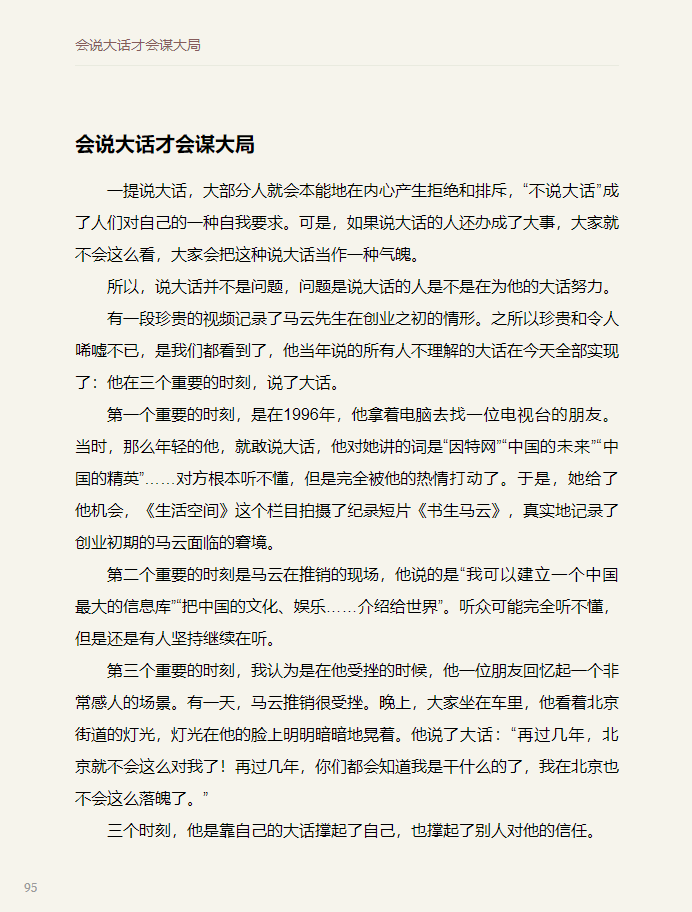 会说大话才会谋大局
会说大话才会谋大局
一提说大话，大部分人就会本能地在内心产生拒绝和排斥，“不说大话”成
了人们对自己的一种自我要求。可是，如果说大话的人还办成了大事，大家就
不会这么看，大家会把这种说大话当作一种气魄。
所以，说大话并不是问题，问题是说大话的人是不是在为他的大话努力。
有一段珍贵的视频记录了马云先生在创业之初的情形。之所以珍贵和令人
唏嘘不已，是我们都看到了，他当年说的所有人不理解的大话在今天全部实现
了：他在三个重要的时刻，说了大话。
第一个重要的时刻，是在1996年，他拿着电脑去找一位电视台的朋友。
当时，那么年轻的他，就敢说大话，他对她讲的词是“因特网”“中国的未来”“中
国的精英”……对方根本听不懂，但是完全被他的热情打动了。于是，她给了
他机会，《生活空间》这个栏目拍摄了纪录短片《书生马云》，真实地记录了
创业初期的马云面临的窘境。
第二个重要的时刻是马云在推销的现场，他说的是“我可以建立一个中国
最大的信息库”“把中国的文化、娱乐……介绍给世界”。听众可能完全听不懂，
但是还是有人坚持继续在听。
第三个重要的时刻，我认为是在他受挫的时候，他一位朋友回忆起一个非
常感人的场景。有一天，马云推销很受挫。晚上，大家坐在车里，他看着北京
街道的灯光，灯光在他的脸上明明暗暗地晃着。他说了大话：“再过几年，北
京就不会这么对我了！再过几年，你们都会知道我是干什么的了，我在北京也
不会这么落魄了。”
三个时刻，他是靠自己的大话撑起了自己，也撑起了别人对他的信任。
95